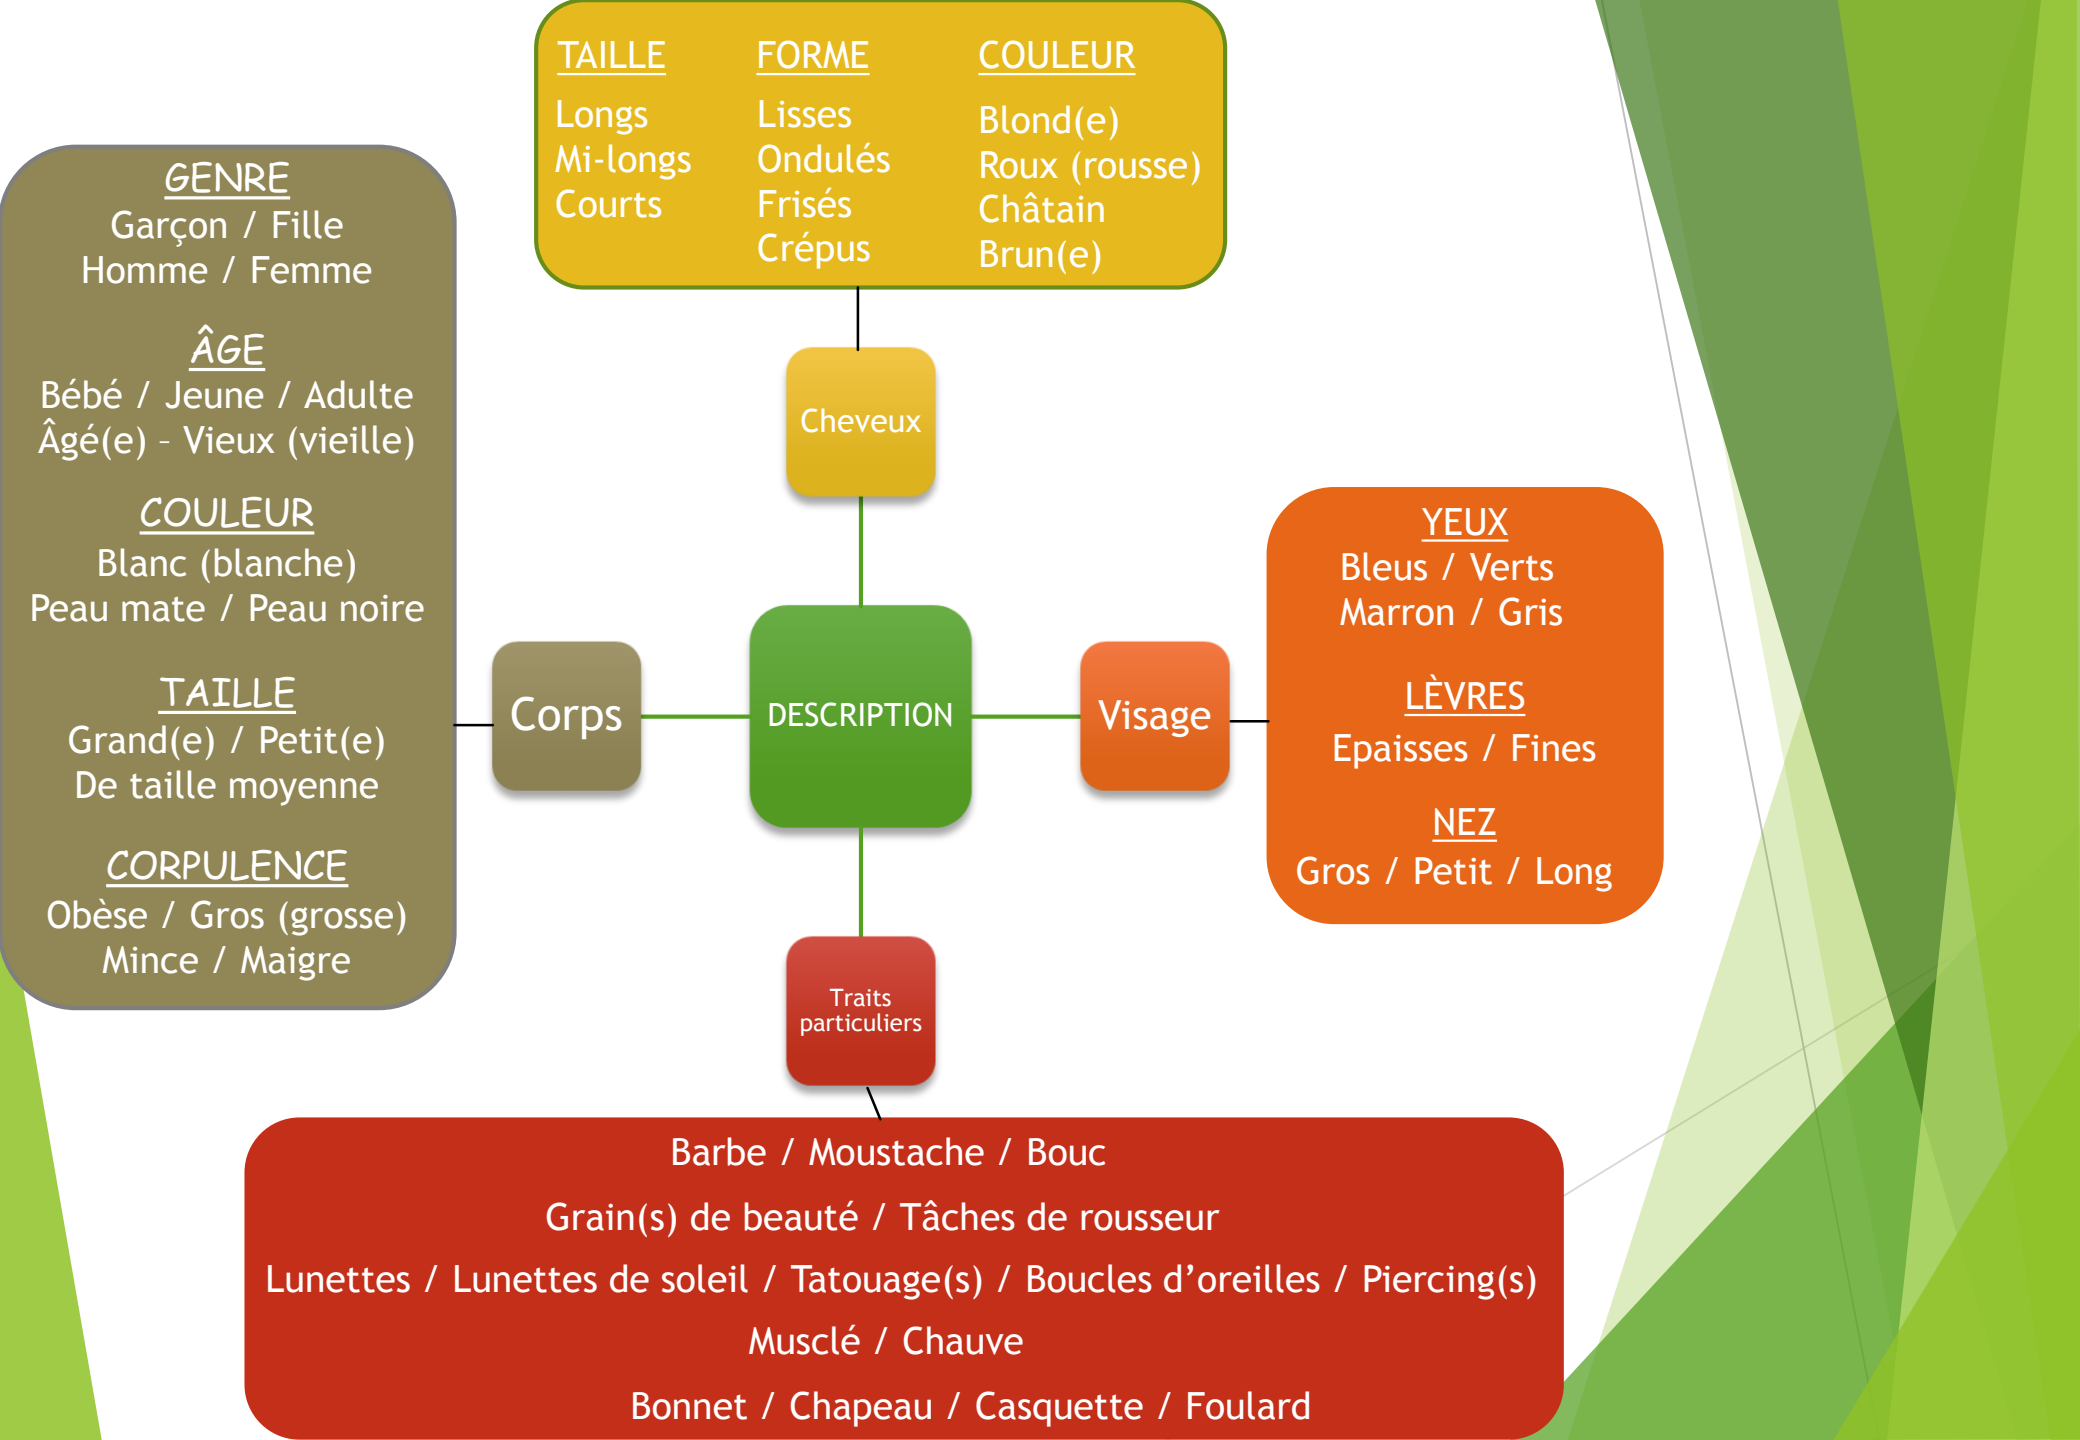 TAILLE
Longs
Mi-longs
Courts
FORME
Lisses
Ondulés
Frisés
Crépus
COULEUR
Blond(e)
Roux (rousse)
Châtain
Brun(e)
Cheveux
GENRE
Garçon / Fille
Homme / Femme
ÂGE
Bébé / Jeune / Adulte
Âgé(e) – Vieux (vieille)
COULEUR
Blanc (blanche)
Peau mate / Peau noire
TAILLE
Grand(e) / Petit(e)
De taille moyenne
CORPULENCE
Obèse / Gros (grosse)
Mince / Maigre
Corps
DESCRIPTION
Visage
YEUX
Bleus / Verts
Marron / Gris
LÈVRES
Epaisses / Fines
NEZ
Gros / Petit / Long
Traits
particuliers
Barbe / Moustache / Bouc
Grain(s) de beauté / Tâches de rousseur
Lunettes / Lunettes de soleil / Tatouage(s) / Boucles d’oreilles / Piercing(s)
Musclé / Chauve
Bonnet / Chapeau / Casquette / Foulard